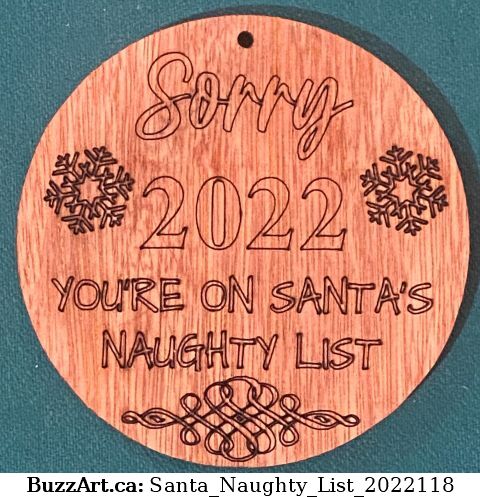 Sorry
2022
YOU'RE ON SANTA'S
NAUGHTY LIST
BuzzArt.ca: Santa_Naughty_List_2022118